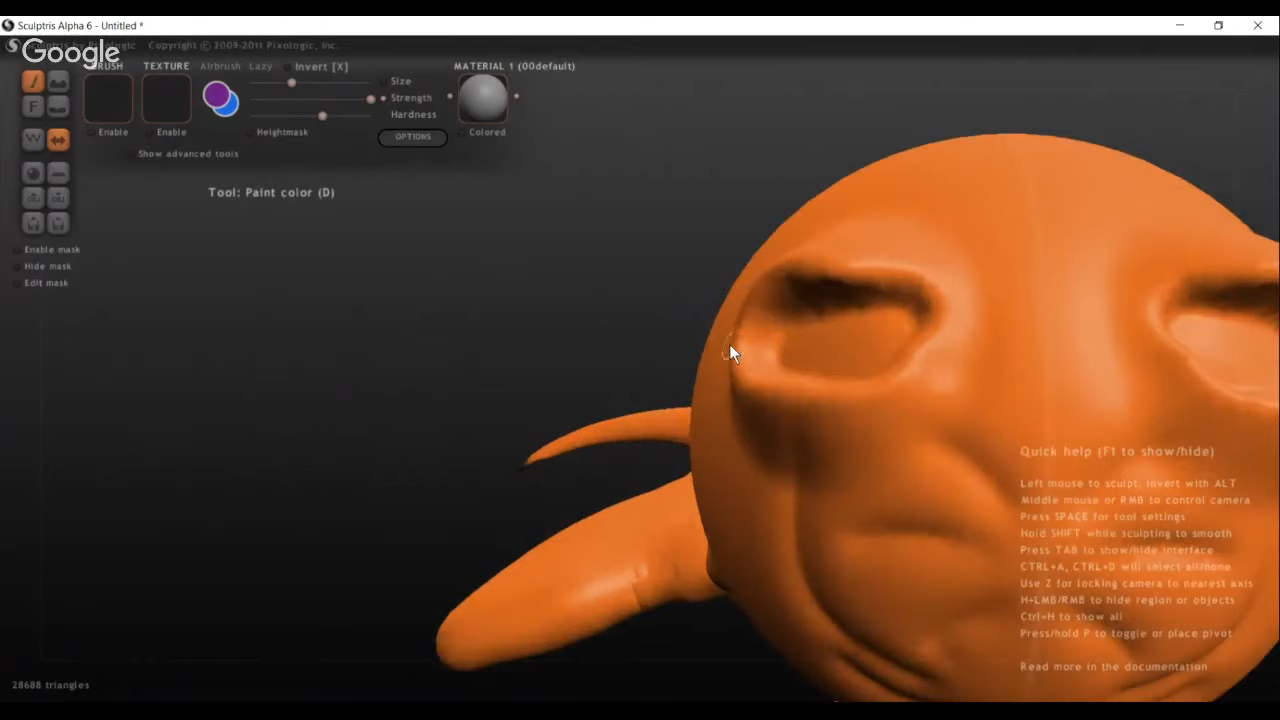 Sculptris Alpha 6 - Untitled *
Sculptris by Pixologic Copyright © 2009-2011 Pixologic, Inc.
Google
BRUSH TEXTURE Airbrush Lazy Invert [X] MATERIAL 1 (00default)
Size
Strength
F
Hardness
Enable Enable Heightmask OPTIONS Colored
Show advanced tools
Tool: Paint color (D)
Enable mask
Hide mask
Edit mask
Quick help (F1 to show/hide)
Left mouse to sculpt, invert with ALT
Middle mouse or RMB to control camera
Press SPACE for tool settings
Hold SHIFT while sculpting to smooth
Press TAB to show/hide interface
CTRL+A, CTRL+D will select all/none
Use Z for locking camera to nearest axis
H+LMB/RMB to hide region or objects
Ctrl+H to show all
Press/hold P to toggle or place pivot
Read more in the documentation
28688 triangles